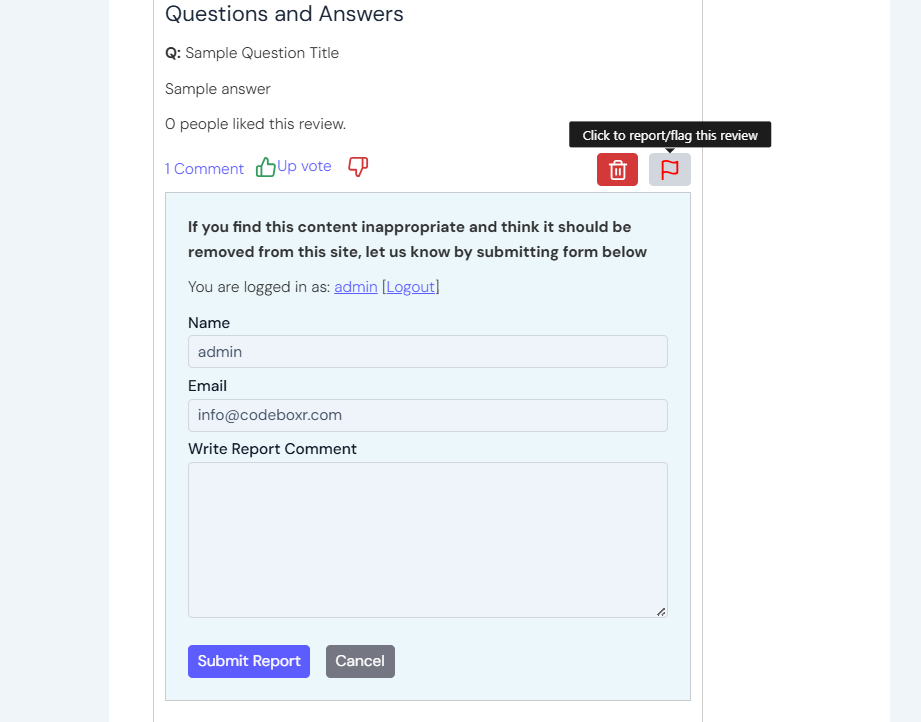 Questions and Answers
Q: Sample Question Title
Sample answer
0 people liked this review.
Click to report/flag this review
1 Comment Up vote
If you find this content inappropriate and think it should be
removed from this site, let us know by submitting form below
You are logged in as: admin [Logout]
Name
admin
Email
info@codeboxr.com
Write Report Comment
Submit Report Cancel